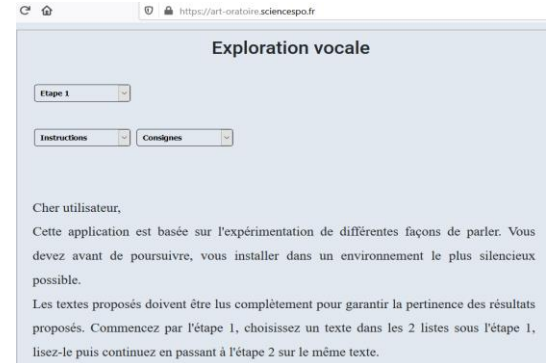 https://art-oratoire.sciencespo.fr
Exploration vocale
Etape 1
Instructions Consignes
Cher utilisateur,
Cette application est basée sur l'expérimentation de différentes façons de parler. Vous
devez avant de poursuivre, vous installer dans un environnement le plus silencieux
possible.
Les textes proposés doivent être lus complètement pour garantir la pertinence des résultats
proposés. Commencez par l'étape 1, choisissez un texte dans les 2 listes sous l'étape 1,
lisez-le puis continuez en passant à l'étape 2 sur le même texte.